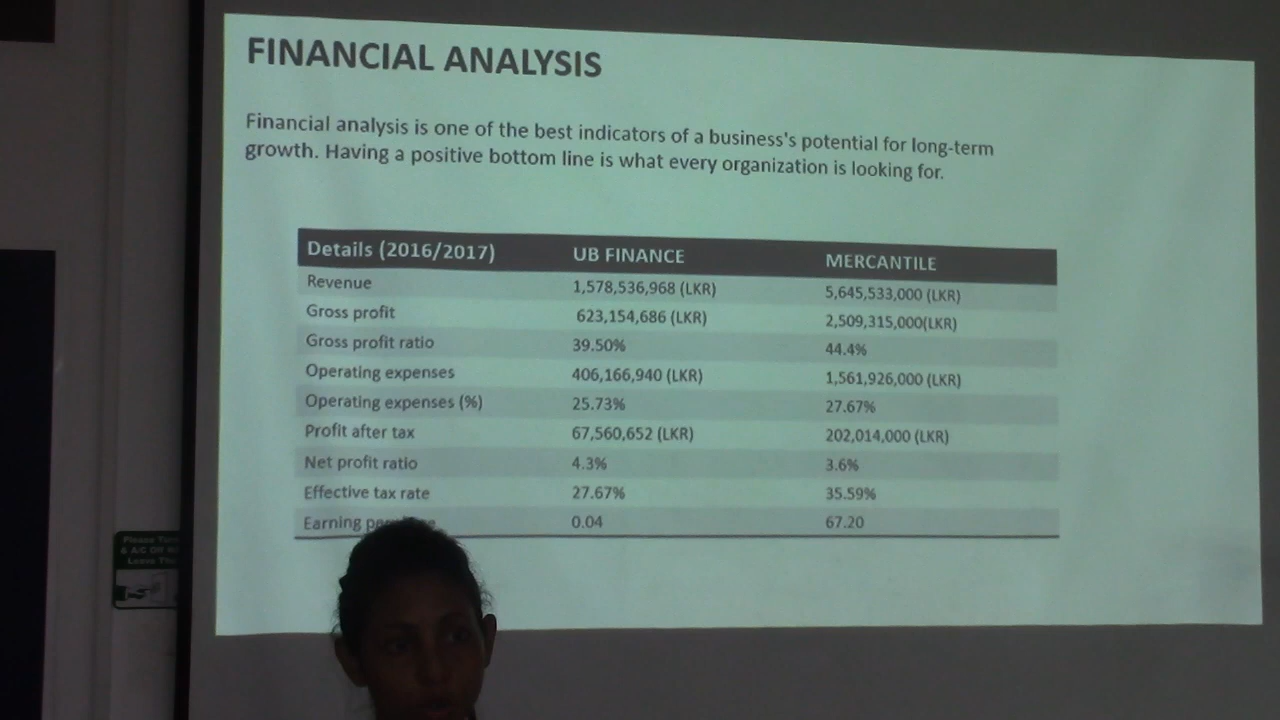 FINANCIAL ANALYSIS
Financial analysis is one of the best indicators of a business's potential for long-term
growth. Having a positive bottom line is what every organization is looking for.
Details (2016/2017) UB FINANCE MERCANTILE
Revenue 1,578,536,968 (LKR) 5,645,533,000 (LKR)
Gross profit 623,154,686 (LKR) 2,509,315,000(LKR)
Gross profit ratio 39.50% 44.4%
Operating expenses 406,166,940 (LKR) 1,561,926,000 (LKR)
Operating expenses (%) 25.73% 27.67%
Profit after tax 67,560,652 (LKR) 202,014,000 (LKR)
Net profit ratio 4.3% 3.6%
Effective tax rate 27.67% 35.59%
Earning 0.04 67.20
Please
& A/C Off
Leave